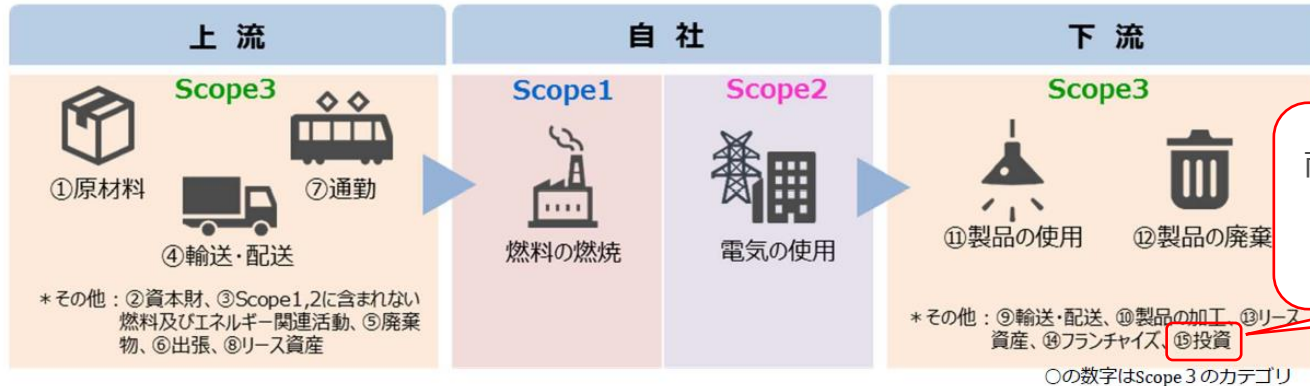 上 流
自 社
下 流
Scope3
Scope1
Scope2
Scope3
①原材料
⑦通勤
④輸送・配送
燃料の燃焼
電気の使用
⑪製品の使用
⑫製品の廃棄
*その他：②資本財、③Scope1,2に含まれない
燃料及びエネルギー関連活動、⑤廃棄
物、⑥出張、⑧リース資産
*その他：⑨輸送・配送、⑩製品の加工、⑬リース
資産、⑭フランチャイズ、⑮投資
○の数字はScope 3 のカテゴリ